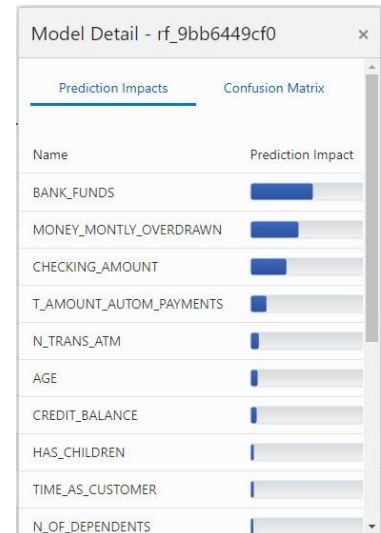 Model Detail - rf_9bb6449cf0 ×
Prediction Impacts Confusion Matrix
Name Prediction Impact
BANK_FUNDS
MONEY_MONTLY_OVERDRAWN
CHECKING_AMOUNT
T_AMOUNT_AUTOM_PAYMENTS
N_TRANS_ATM
AGE
CREDIT_BALANCE
HAS_CHILDREN
TIME_AS_CUSTOMER
N_OF_DEPENDENTS